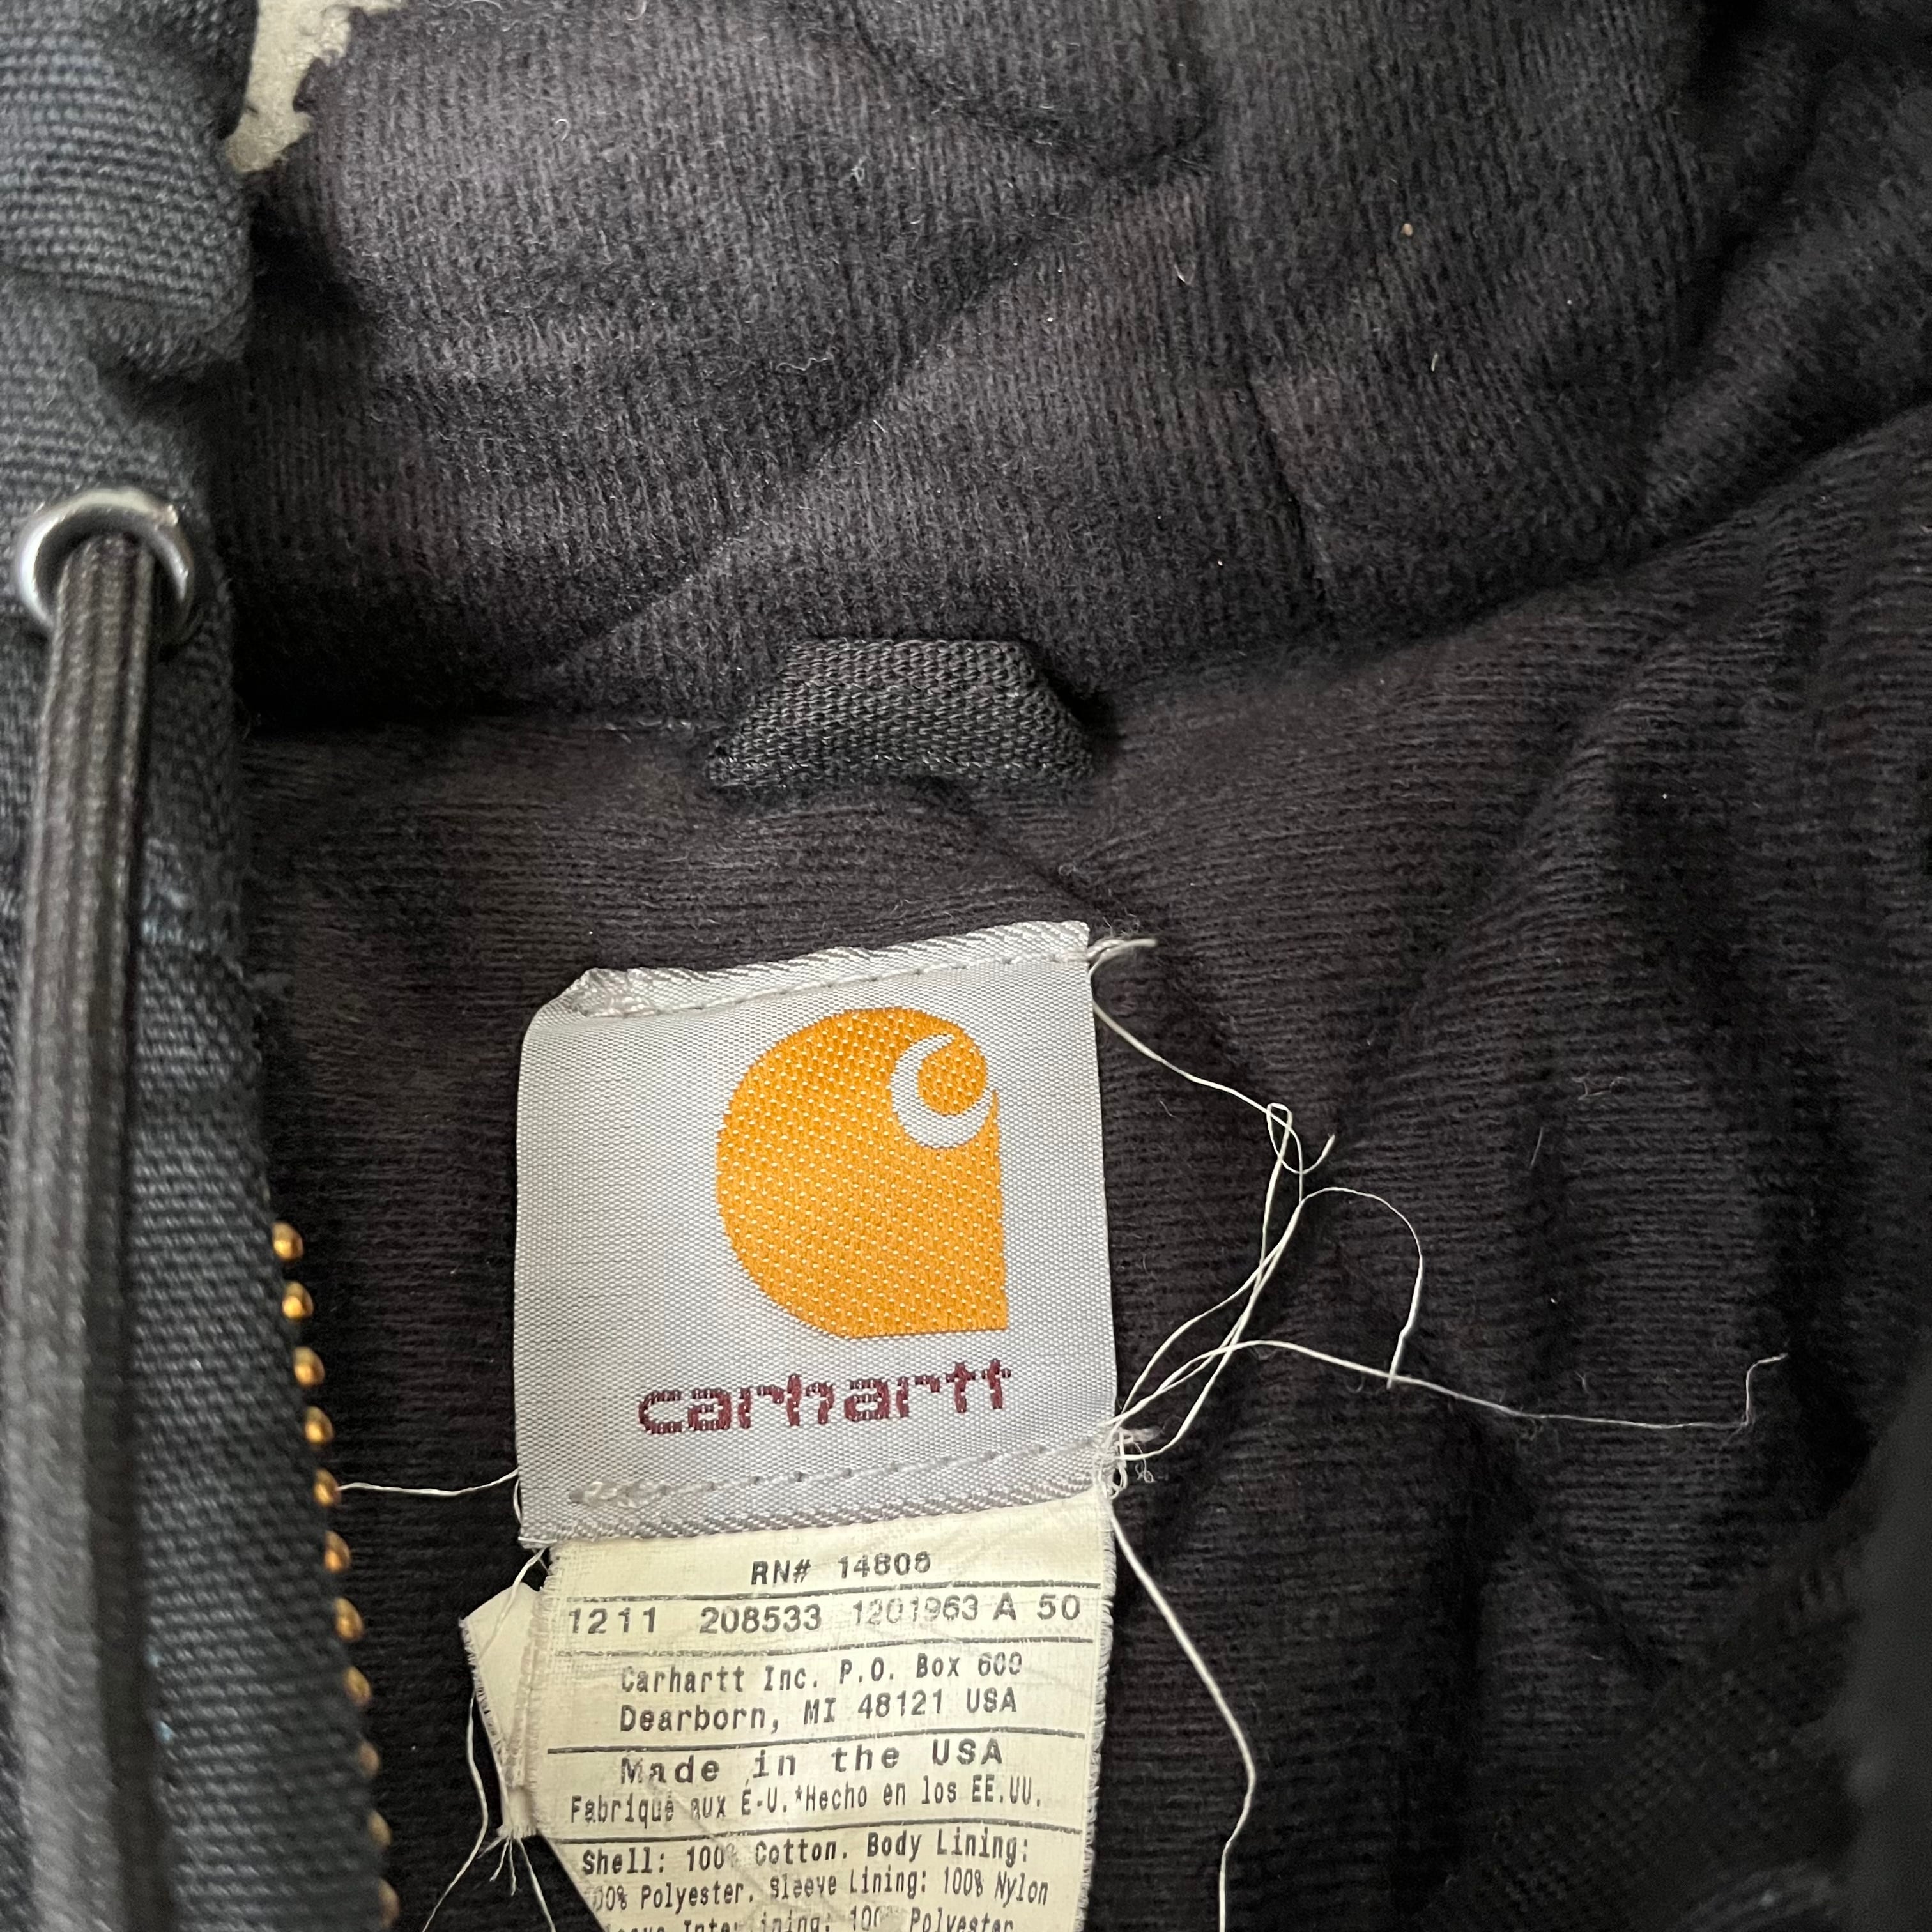 carhartt
RN# 14806
1211 208533 1201963 A 50
Carhartt Inc. P.O. Box 600
Dearborn, MI 48121 USA
Made in the USA
Fabriqué aux É-U.*Hecho en los EE.UU.
Shell: 100% Cotton. Body Lining:
Polyester. Sleeve Lining: 100% Nylon
Polyester